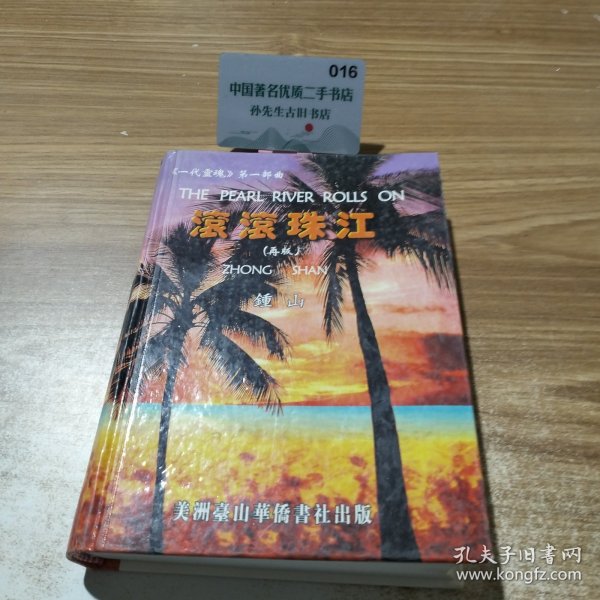 016
中国著名优质二手书店
孙先生古旧书店
《一代靈魂》第一部曲
THE PEARL RIVER ROLLS ON
滾滾珠江
(再版)
ZHONG SHAN
鍾山
美洲臺山華僑書社出版
孔夫子旧书网
www.kongfz.com